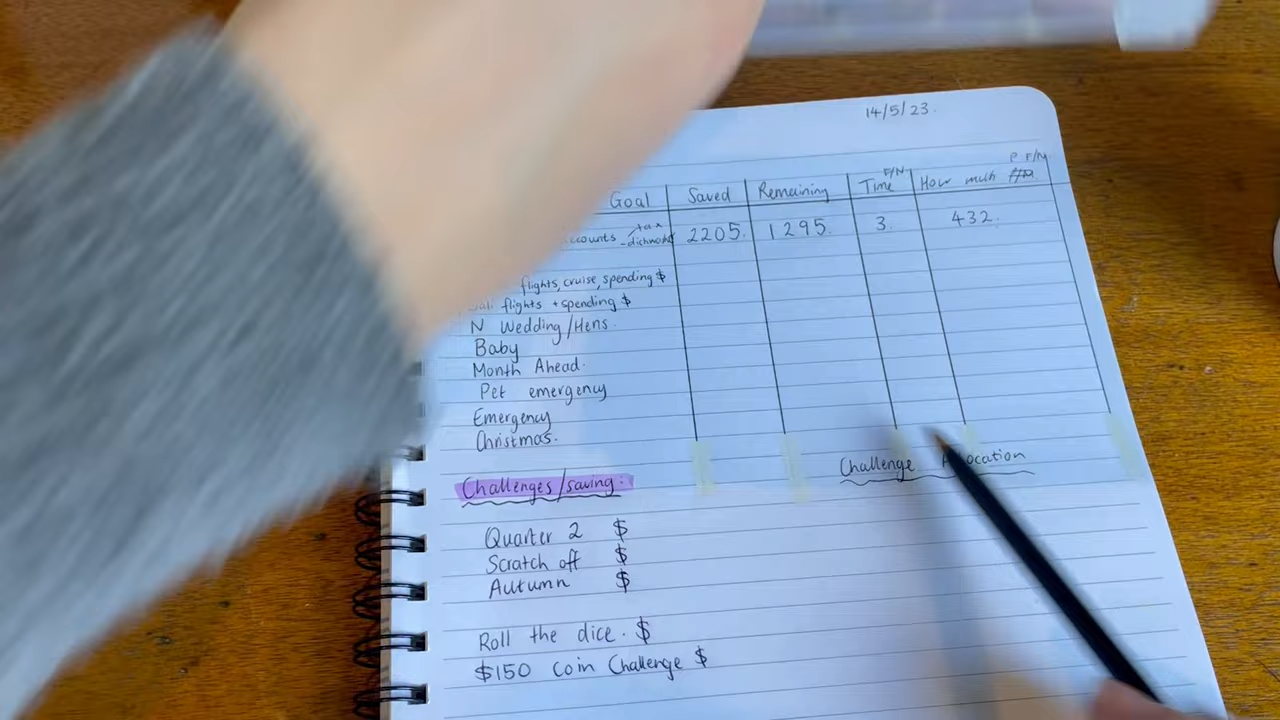 14/5/23.
Goal Saved Remaining Time F/N How much P F/N
tax
-dishwasher 2205. 1295. 3. 432.
flights, cruise, spending $
flights + spending $
N Wedding/Hens.
Baby
Month Ahead.
Pet emergency
Emergency
Christmas.
Challenge
Challenges/saving.
Quarter 2 $
Scratch off $
Autumn $
Roll the dice. $
$150 Coin Challenge $